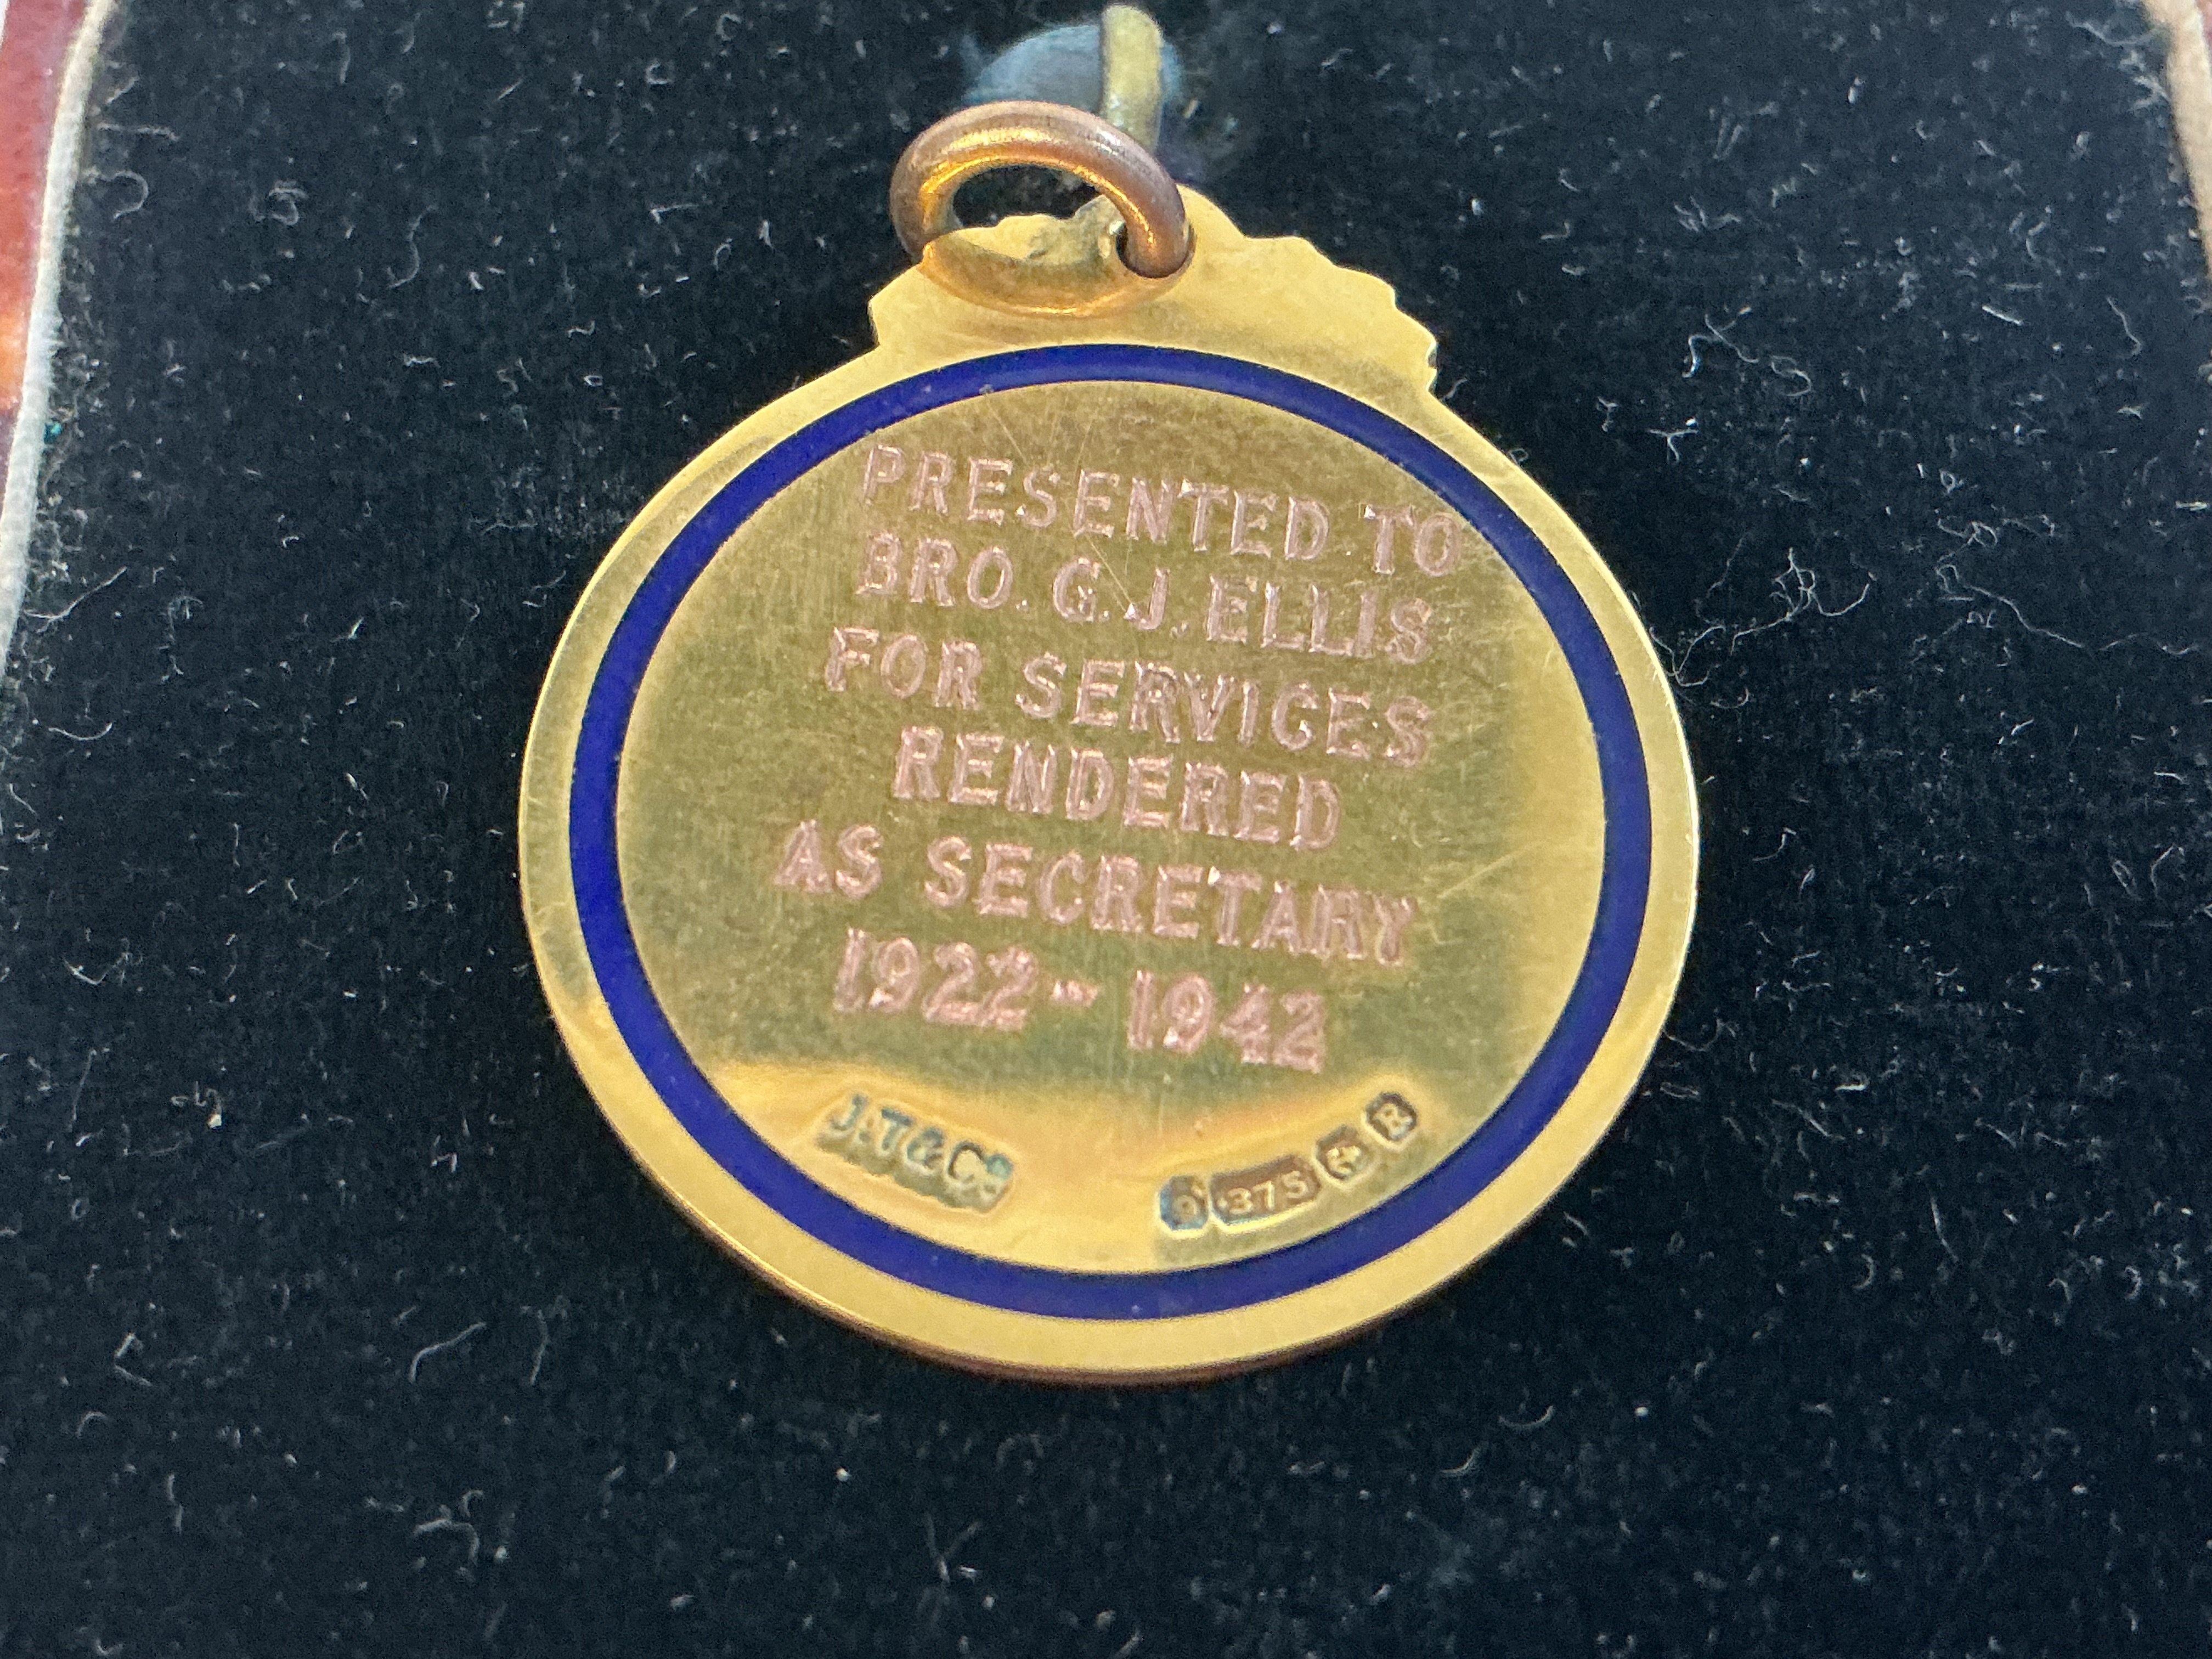 PRESENTED TO
BRO. G. J. ELLIS
FOR SERVICES
RENDERED
AS SECRETARY
1922-1942
J.T&Cº
9 ·375 R